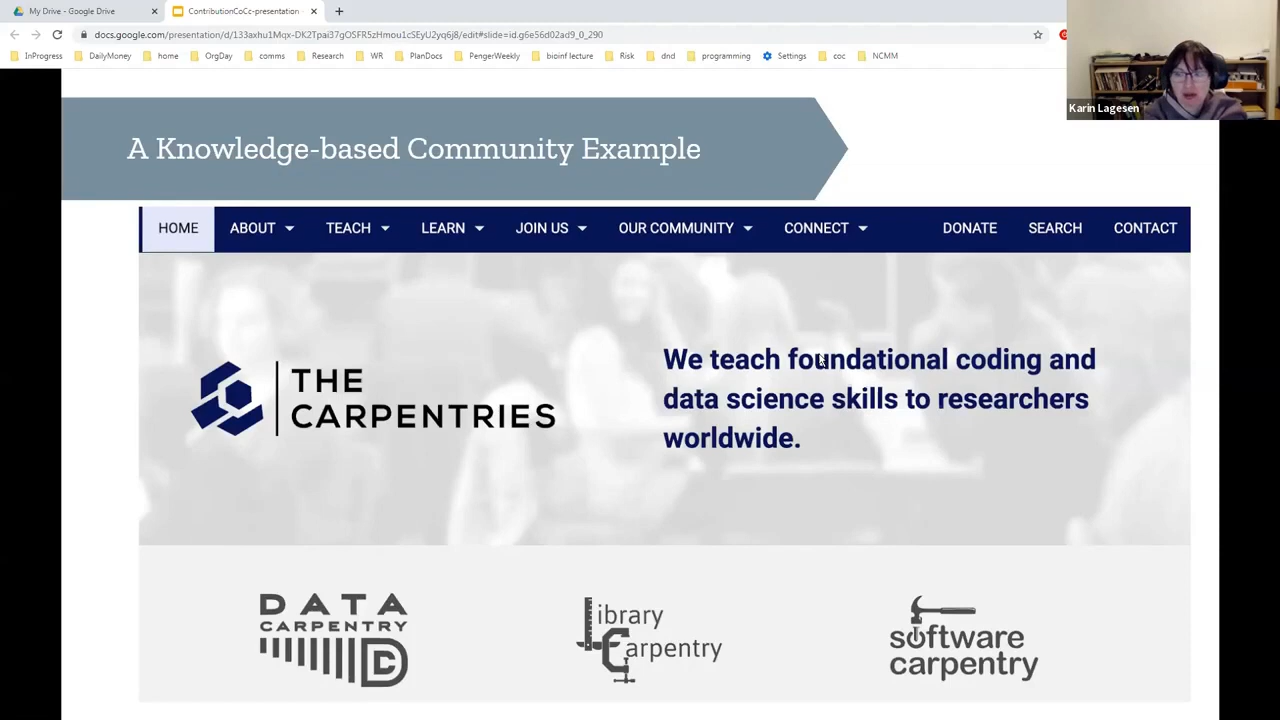 My Drive - Google Drive
ContributionCoCc-presentation
docs.google.com/presentation/d/133axhu1Mqx-DK2Tpai37gOSFR5zHmou1cSEyU2yq6j8/edit#slide=id.g6e56d02ad9_0_290
InProgress DailyMoney home OrgDay comms Research WR PlanDocs PengerWeekly bioinf lecture Risk dnd programming Settings coc NCMM
Karin Lagesen
A Knowledge-based Community Example
HOME ABOUT TEACH LEARN JOIN US OUR COMMUNITY CONNECT DONATE SEARCH CONTACT
THE
CARPENTRIES
We teach foundational coding and
data science skills to researchers
worldwide.
DATA
CARPENTRY
DC
library
Carpentry
software
carpentry